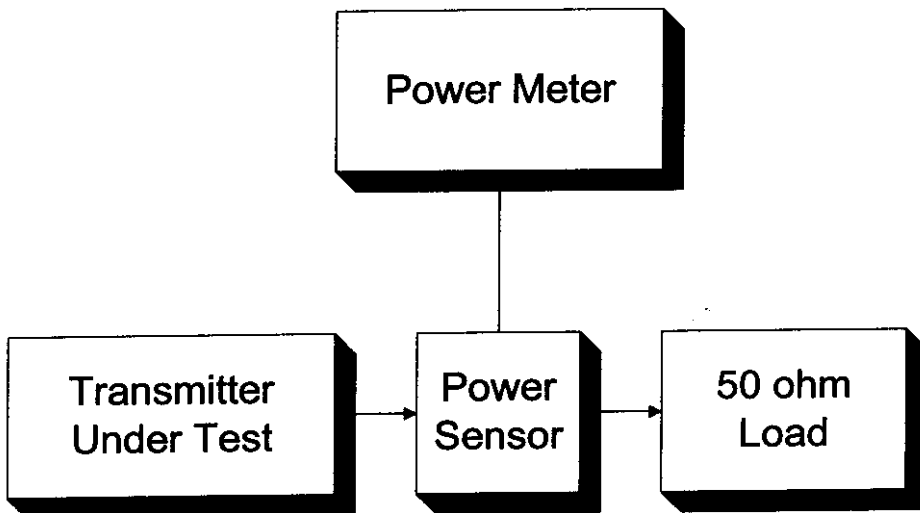 Power Meter
Transmitter
Under Test
Power
Sensor
50 ohm
Load